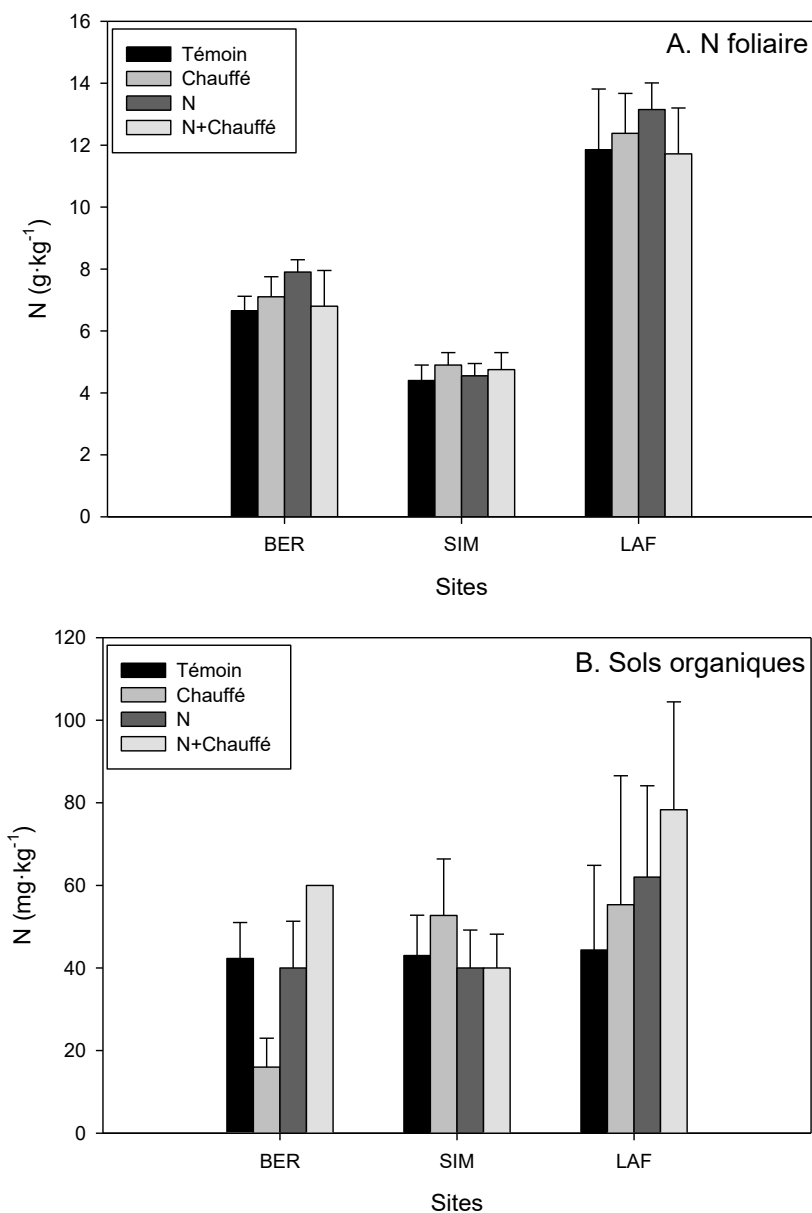 A. N foliaire
Témoin
Chauffé
N
N+Chauffé
16
14
12
10
8
6
4
2
0
N (g·kg⁻¹)
BER SIM LAF
Sites
B. Sols organiques
Témoin
Chauffé
N
N+Chauffé
120
100
80
60
40
20
0
N (mg·kg⁻¹)
BER SIM LAF
Sites